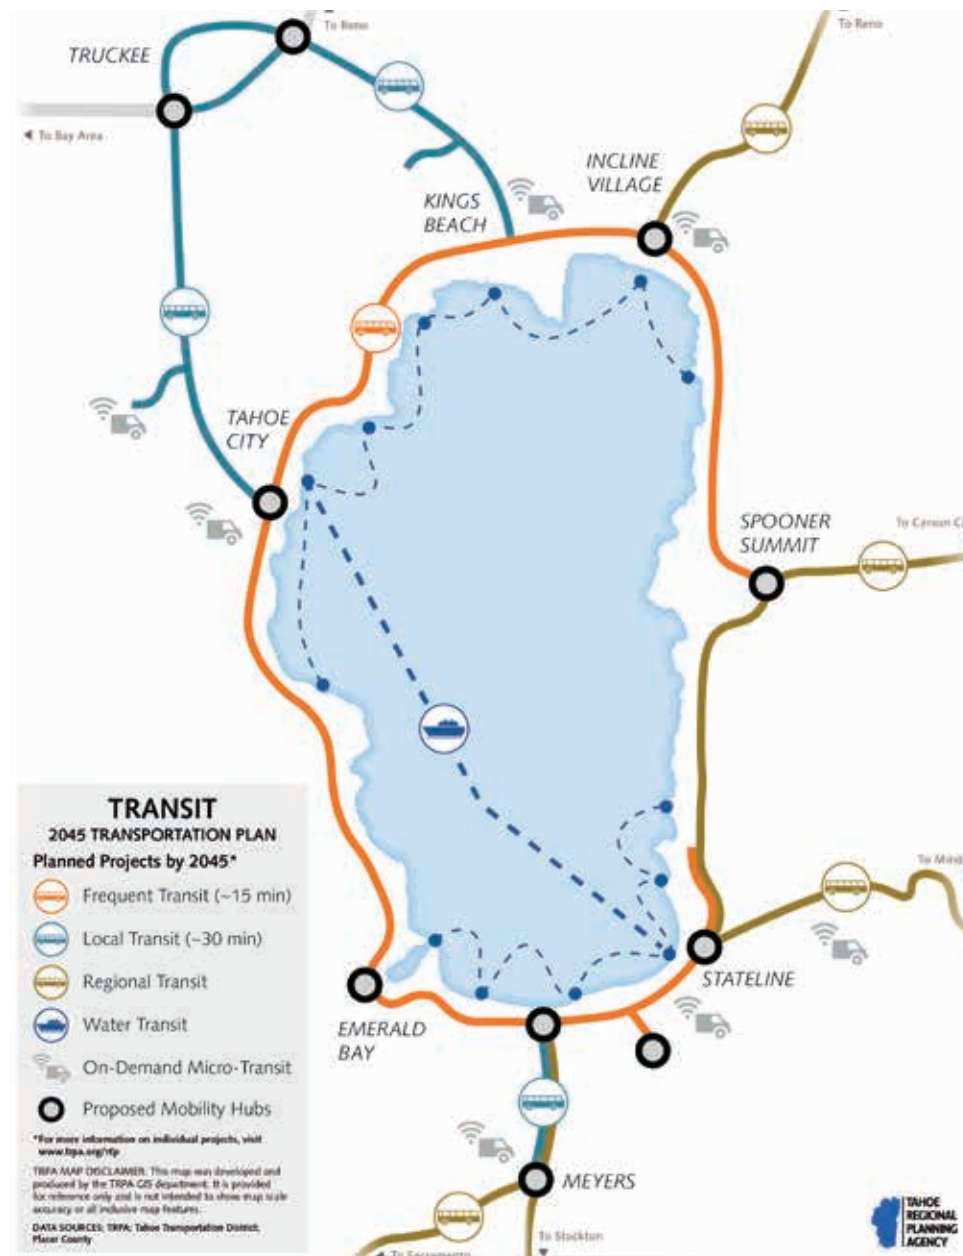 To Reno
To Reno
TRUCKEE
◀ To Bay Area
INCLINE
VILLAGE
KINGS
BEACH
TAHOE
CITY
SPOONER
SUMMIT
To Carson
To
STATELINE
EMERALD
BAY
MEYERS
To Stockton
◀ To Sacramento
TRANSIT
2045 TRANSPORTATION PLAN
Planned Projects by 2045*
Frequent Transit (~15 min)
Local Transit (~30 min)
Regional Transit
Water Transit
On-Demand Micro-Transit
Proposed Mobility Hubs
*For more information on individual projects, visit
www.trpa.org/rtp
TRPA MAP DISCLAIMER: This map was developed and
produced by the TRPA GIS department. It is provided
for reference only and is not intended to show map scale
accuracy or all inclusive map features.
DATA SOURCES: TRPA; Tahoe Transportation District;
Placer County
TAHOE
REGIONAL
PLANNING
AGENCY